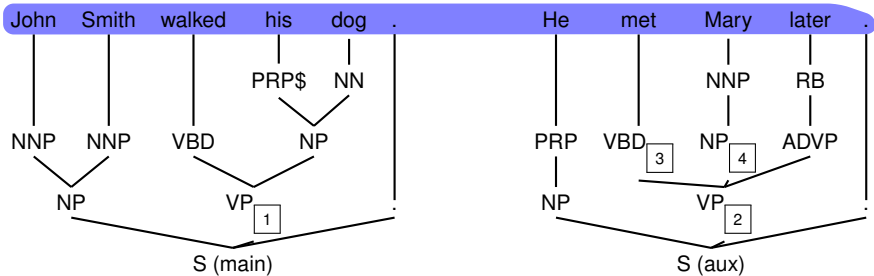 John Smith walked his dog . He met Mary later .
PRP$ NN NNP RB
NNP NNP VBD NP PRP VBD 3 NP 4 ADVP
NP VP 1 . NP VP 2 .
S (main) S (aux)